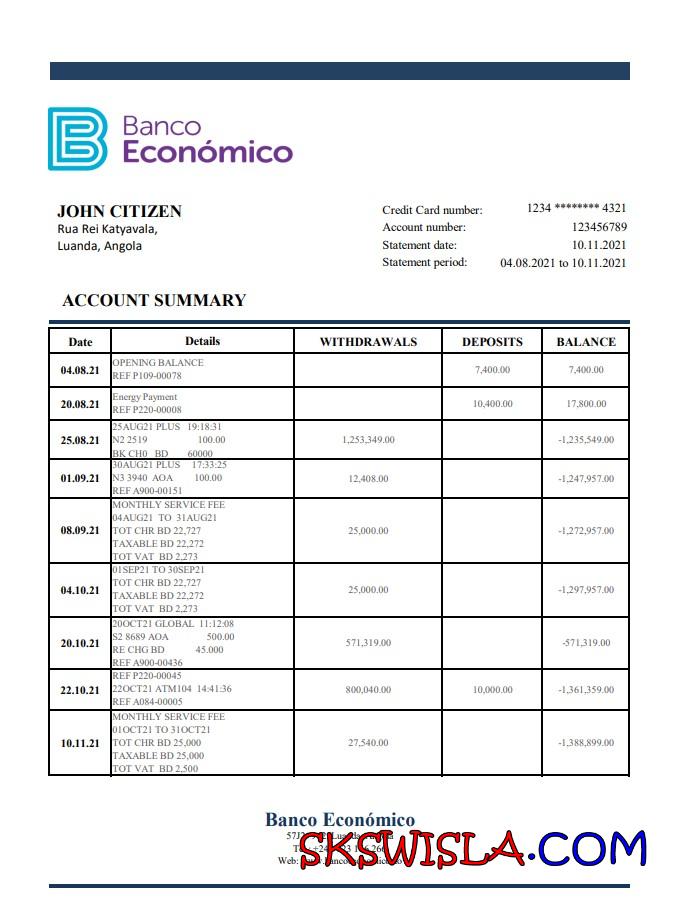 Banco
Económico
JOHN CITIZEN
Rua Rei Katyavala,
Luanda, Angola
Credit Card number: 1234 ******** 4321
Account number: 123456789
Statement date: 10.11.2021
Statement period: 04.08.2021 to 10.11.2021
ACCOUNT SUMMARY
Date Details WITHDRAWALS DEPOSITS BALANCE
04.08.21 OPENING BALANCE 7,400.00 7,400.00
REF P109-00078
20.08.21 Energy Payment 10,400.00 17,800.00
REF P220-00008
25AUG21 PLUS 19:18:31
25.08.21 N2 2519 100.00 1,253,349.00 -1,235,549.00
BK CH0 BD 60000
30AUG21 PLUS 17:33:25
01.09.21 N3 3940 AOA 100.00 12,408.00 -1,247,957.00
REF A900-00151
MONTHLY SERVICE FEE
04AUG21 TO 31AUG21
08.09.21 TOT CHR BD 22,727 25,000.00 -1,272,957.00
TAXABLE BD 22,272
TOT VAT BD 2,273
01SEP21 TO 30SEP21
04.10.21 TOT CHR BD 22,727 25,000.00 -1,297,957.00
TAXABLE BD 22,272
TOT VAT BD 2,273
20OCT21 GLOBAL 11:12:08
20.10.21 S2 8689 AOA 500.00 571,319.00 -571,319.00
RE CHG BD 45.000
REF A900-00436
REF P220-00045
22.10.21 22OCT21 ATM104 14:41:36 800,040.00 10,000.00 -1,361,359.00
REF A084-00005
MONTHLY SERVICE FEE
01OCT21 TO 31OCT21
10.11.21 TOT CHR BD 25,000 27,540.00 -1,388,899.00
TAXABLE BD 25,000
TOT VAT BD 2,500
Banco Económico
SKSWISLA.COM
Web: